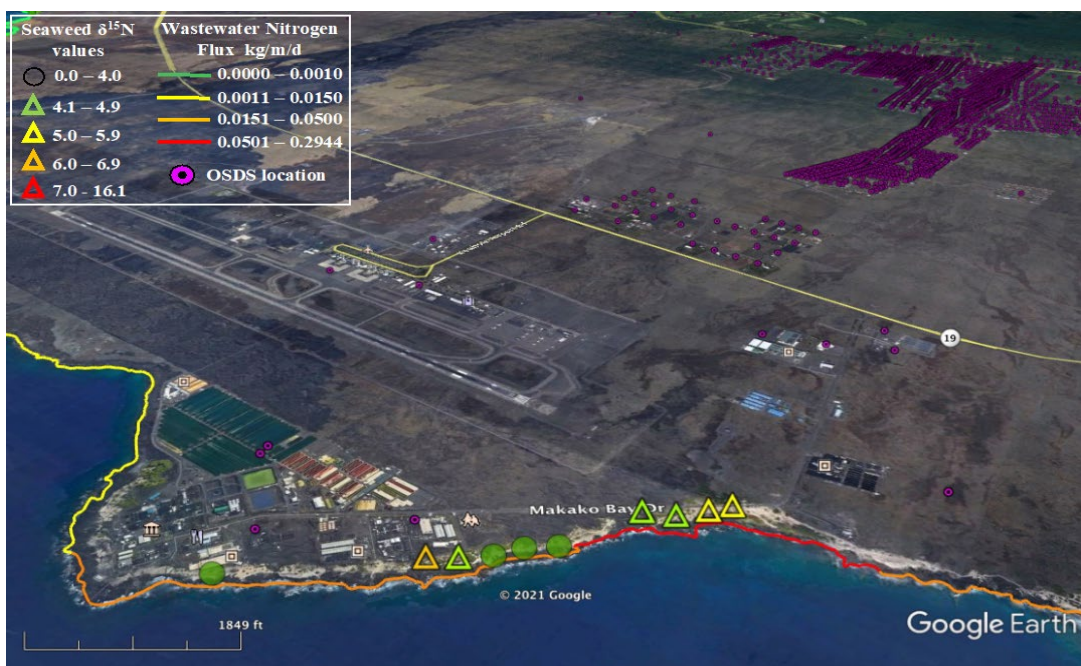 Seaweed δ¹⁵N
values
0.0 – 4.0
4.1 – 4.9
5.0 – 5.9
6.0 – 6.9
7.0 - 16.1
Wastewater Nitrogen
Flux kg/m/d
0.0000 – 0.0010
0.0011 – 0.0150
0.0151 – 0.0500
0.0501 – 0.2944
OSDS location
19
Makako Bay Dr
© 2021 Google
1849 ft
Google Earth